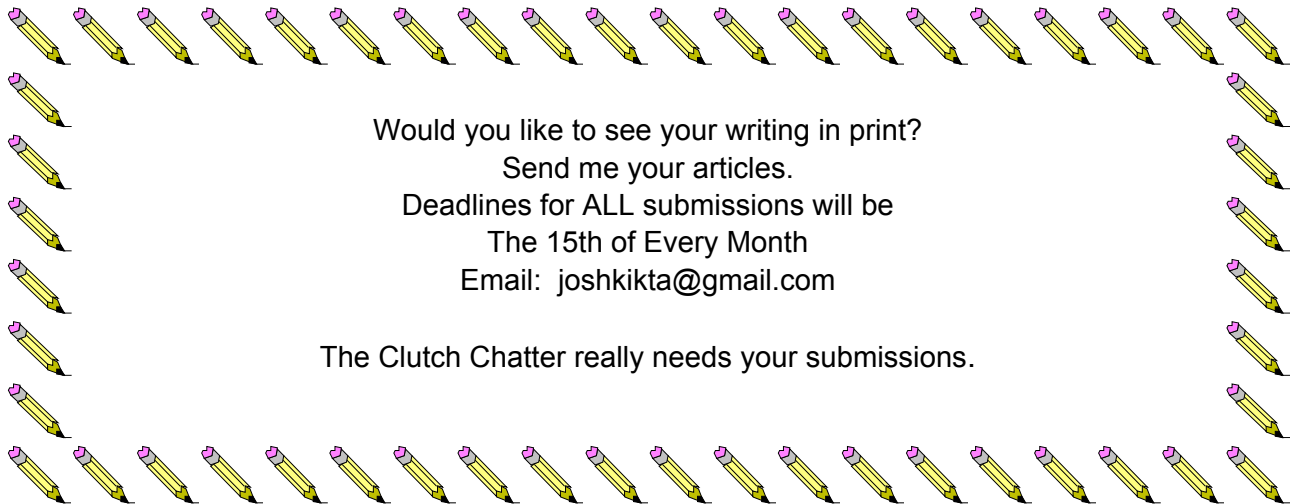 Would you like to see your writing in print?
Send me your articles.
Deadlines for ALL submissions will be
The 15th of Every Month
Email:  joshkikta@gmail.com
The Clutch Chatter really needs your submissions.